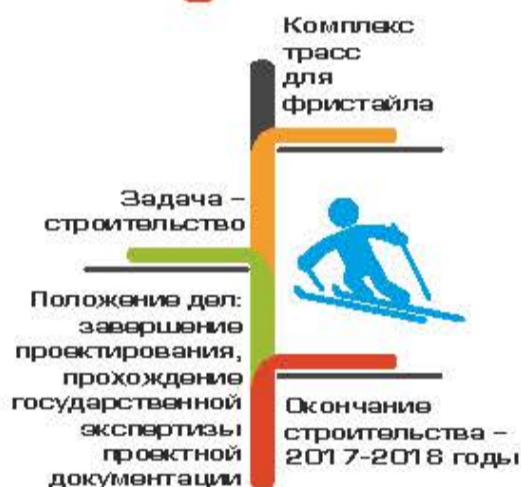 Комплекс
трасс
для
фристайла
Задача –
строительство
Положение дел:
завершение
проектирования,
прохождение
государственной
экспертизы
проектной
документации
Окончание
строительства –
2017-2018 годы